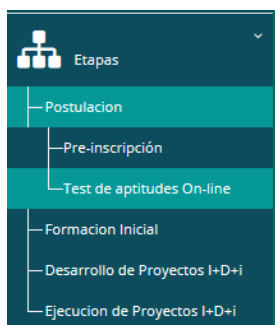 Etapas
Postulacion
Pre-inscripción
Test de aptitudes On-line
Formacion Inicial
Desarrollo de Proyectos I+D+i
Ejecucion de Proyectos I+D+i